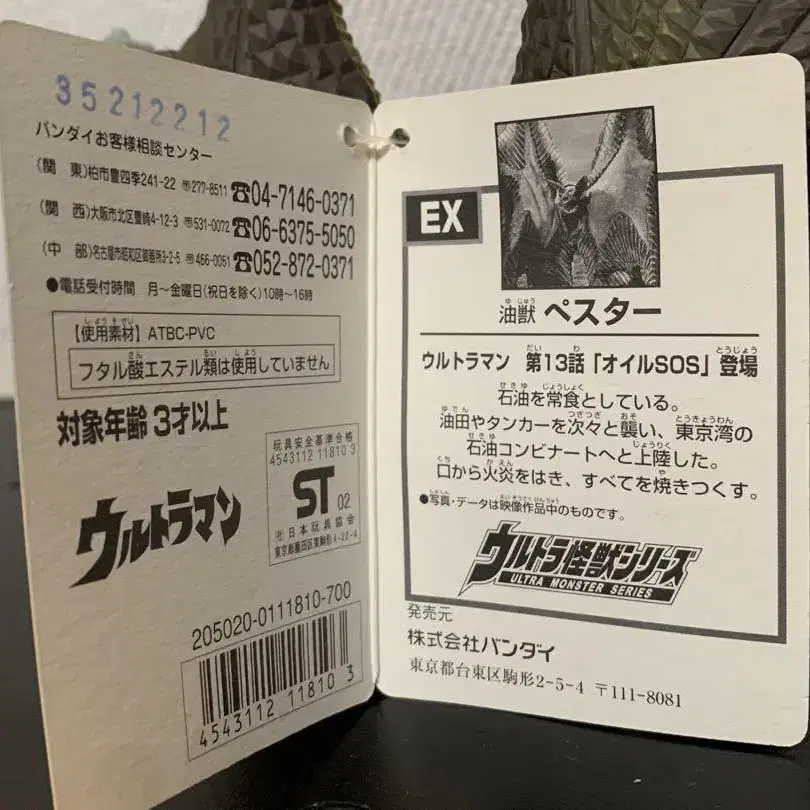 35212212
バンダイお客様相談センター
(関 東)柏市豊四季241-22 〒277-8511 ☎04-7146-0371
(関 西)大阪市北区豊崎4-12-3 〒531-0072 ☎06-6375-5050
(中 部)名古屋市昭和区御器所3-2-5 〒466-0051 ☎052-872-0371
●電話受付時間 月～金曜日(祝日を除く)10時～16時
【使用素材】ATBC-PVC
フタル酸エステル類は使用していません
対象年齢 3才以上
玩具安全基準合格
4543112 11810 3
ST 02
(社)日本玩具協会
東京都墨田区東駒形4-22-4
ウルトラマン
205020-0111810-700
4543112 11810 3
EX
油獣 ペスター
ウルトラマン 第13話「オイルSOS」登場
石油を常食としている。
油田やタンカーを次々と襲い、東京湾の
石油コンビナートへと上陸した。
口から火炎をはき、すべてを焼きつくす。
●写真・データは映像作品中のものです。
ウルトラ怪獣シリーズ
ULTRA MONSTER SERIES
発売元
株式会社バンダイ
東京都台東区駒形2-5-4 〒111-8081